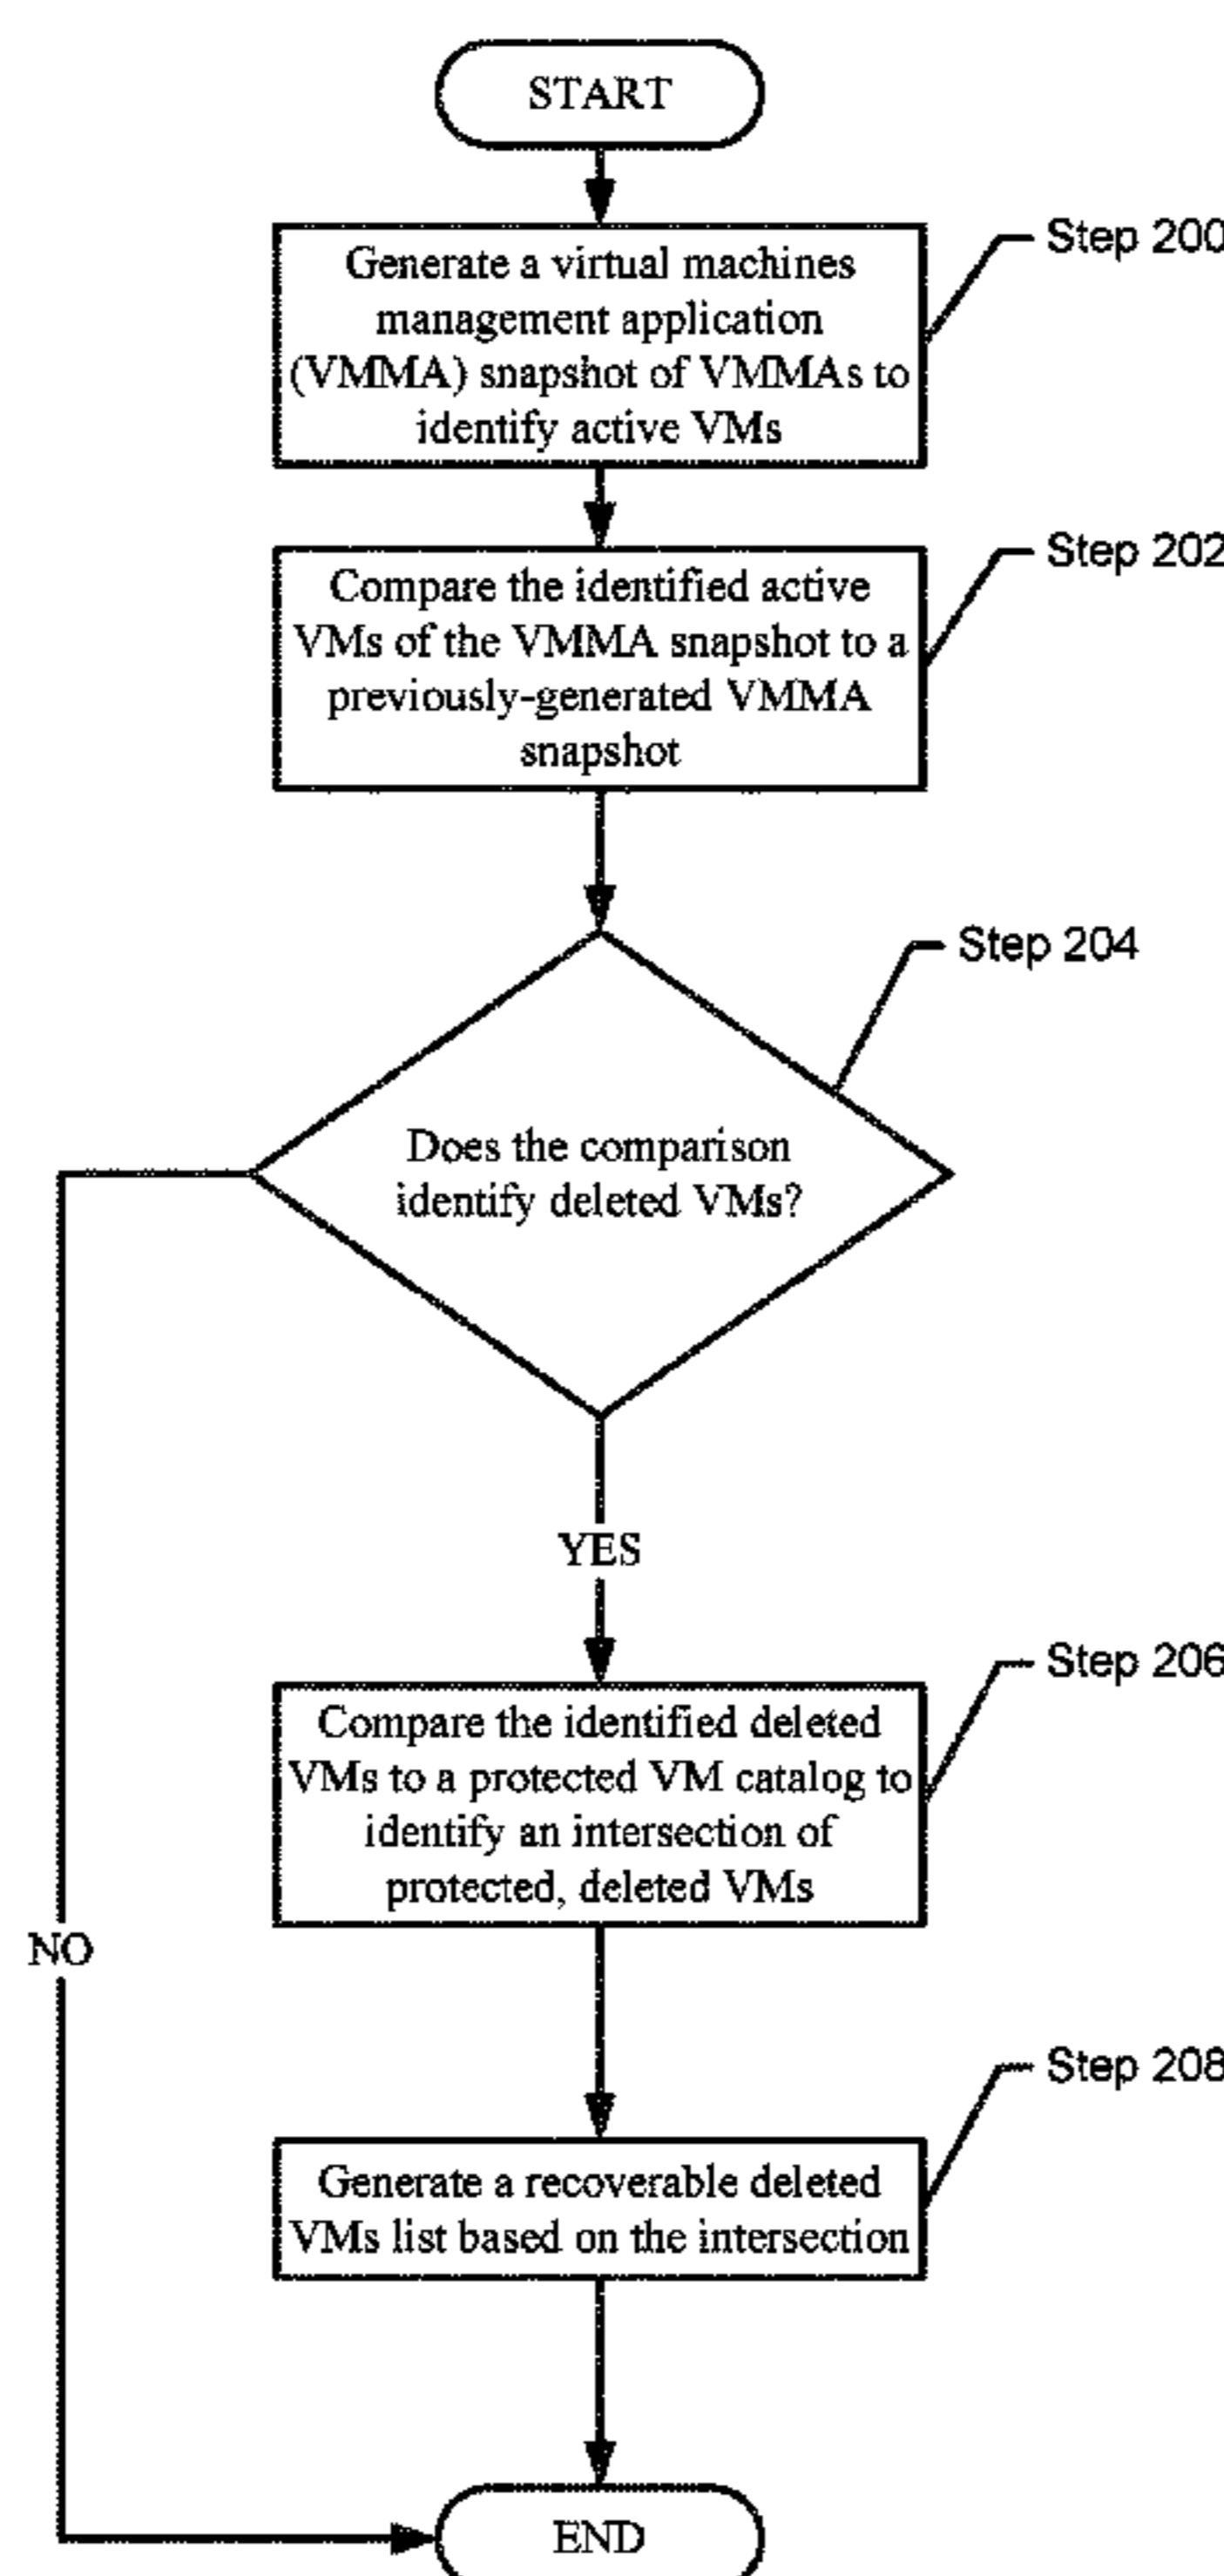 START
Step 200
Generate a virtual machines
management application
(VMMA) snapshot of VMMAs to
identify active VMs
Step 202
Compare the identified active
VMs of the VMMA snapshot to a
previously-generated VMMA
snapshot
Step 204
Does the comparison
identify deleted VMs?
YES
Step 206
Compare the identified deleted
VMs to a protected VM catalog to
identify an intersection of
protected, deleted VMs
NO
Step 208
Generate a recoverable deleted
VMs list based on the intersection
END